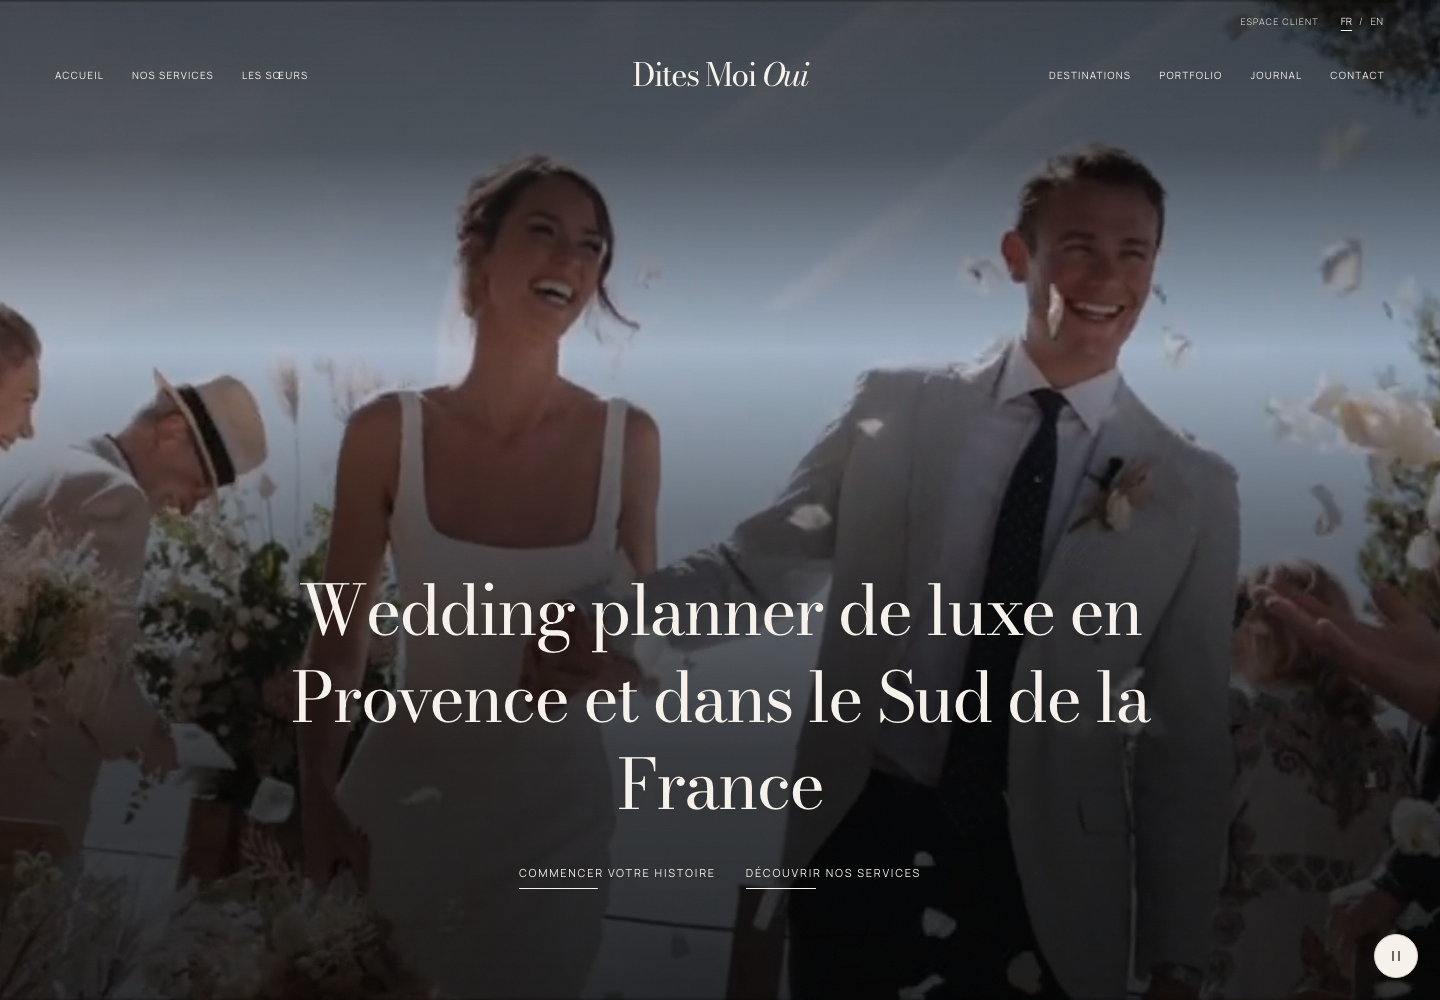 ESPACE CLIENT FR / EN
ACCUEIL NOS SERVICES LES SŒURS Dites Moi Oui DESTINATIONS PORTFOLIO JOURNAL CONTACT
Wedding planner de luxe en
Provence et dans le Sud de la
France
COMMENCER VOTRE HISTOIRE DÉCOUVRIR NOS SERVICES